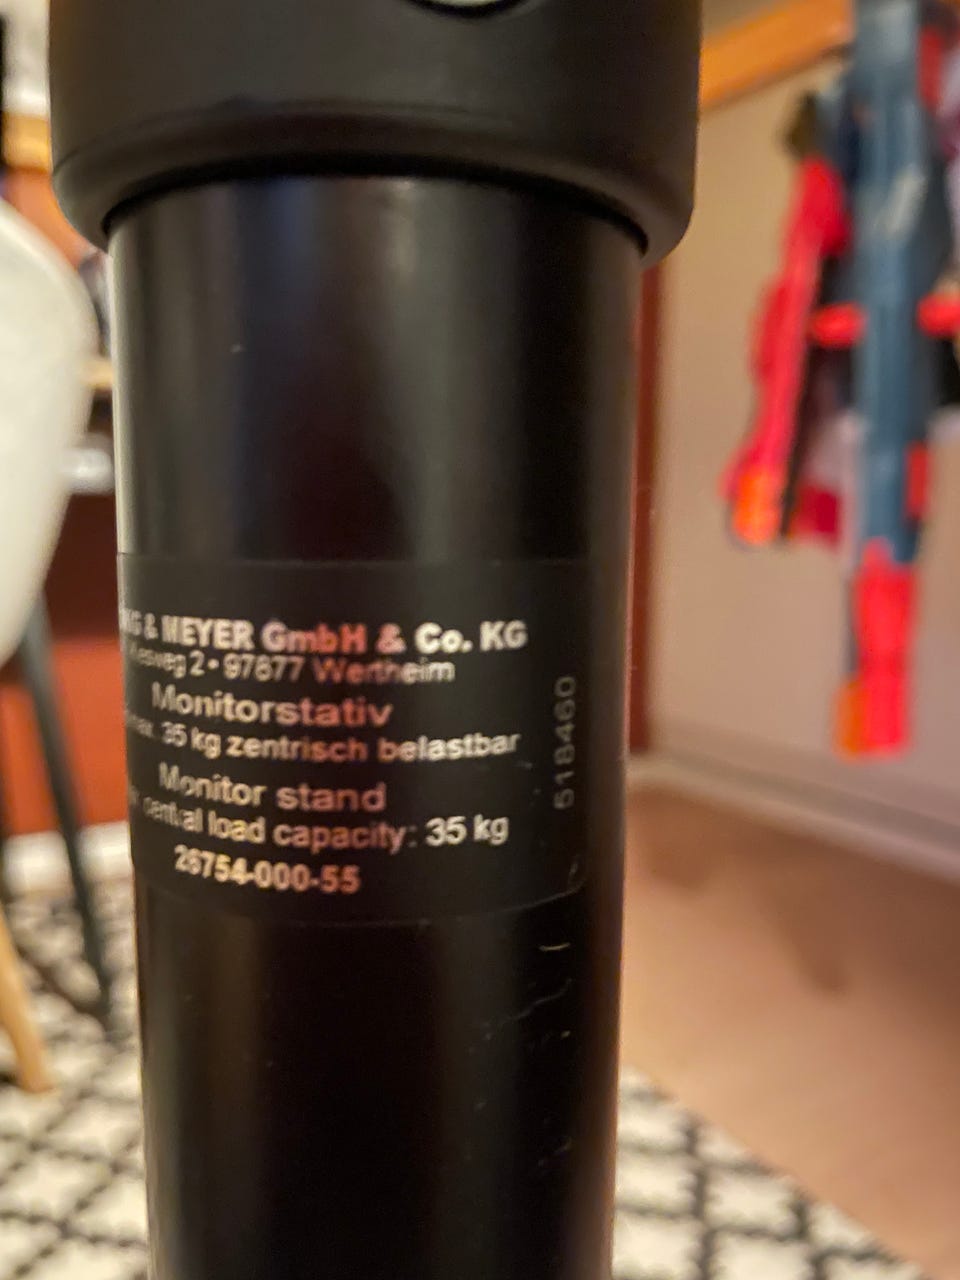 & MEYER GmbH & Co. KG
2 • 97877 Wertheim
Monitorstativ
35 kg zentrisch belastbar
Monitor stand
central load capacity: 35 kg
26754-000-55
518460